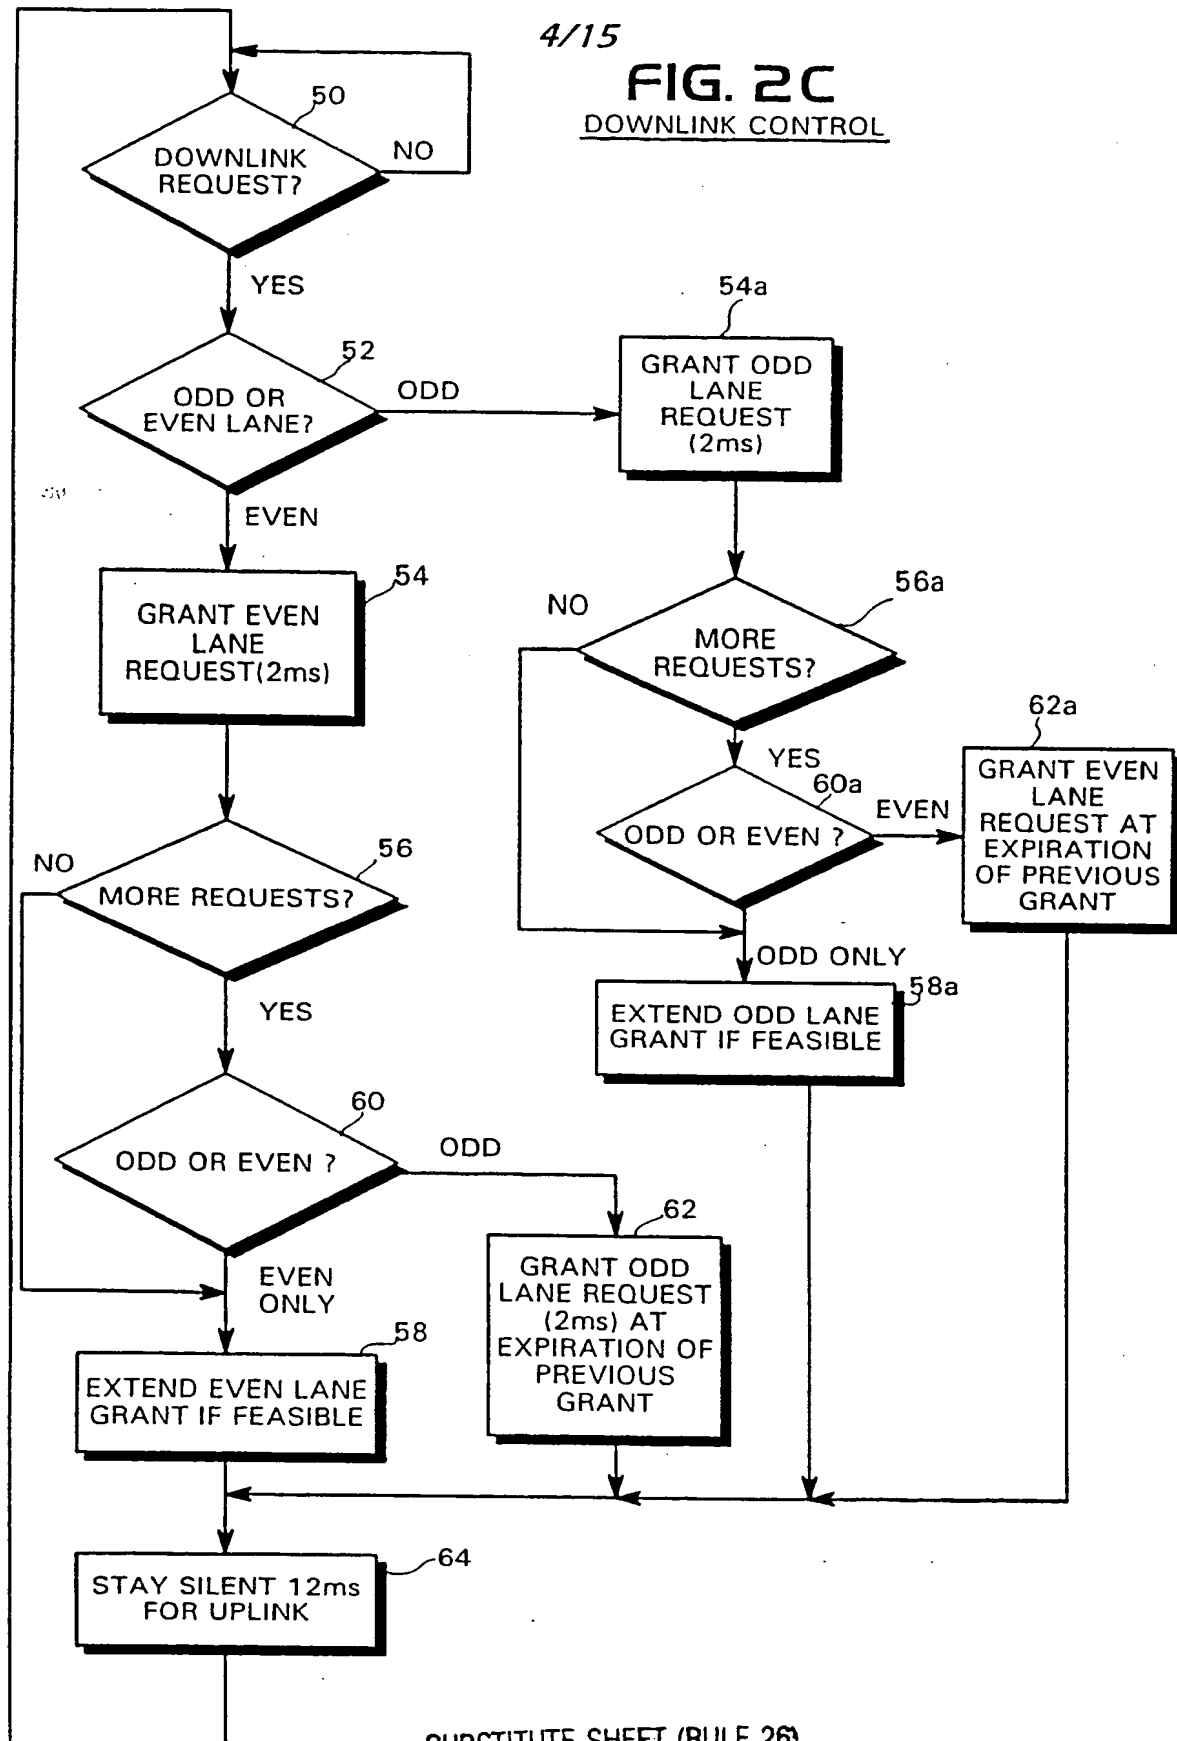 4/15
FIG. 2C
DOWNLINK CONTROL
50
DOWNLINK
REQUEST?
NO
YES
52
ODD OR
EVEN LANE?
ODD
EVEN
54a
GRANT ODD
LANE
REQUEST
(2ms)
54
GRANT EVEN
LANE
REQUEST(2ms)
56a
NO
MORE
REQUESTS?
YES
60a
ODD OR EVEN ?
EVEN
62a
GRANT EVEN
LANE
REQUEST AT
EXPIRATION
OF PREVIOUS
GRANT
ODD ONLY
58a
EXTEND ODD LANE
GRANT IF FEASIBLE
NO
56
MORE REQUESTS?
YES
60
ODD OR EVEN ?
ODD
EVEN
ONLY
62
GRANT ODD
LANE REQUEST
(2ms) AT
EXPIRATION OF
PREVIOUS
GRANT
58
EXTEND EVEN LANE
GRANT IF FEASIBLE
64
STAY SILENT 12ms
FOR UPLINK
SUBSTITUTE SHEET (RULE 26)